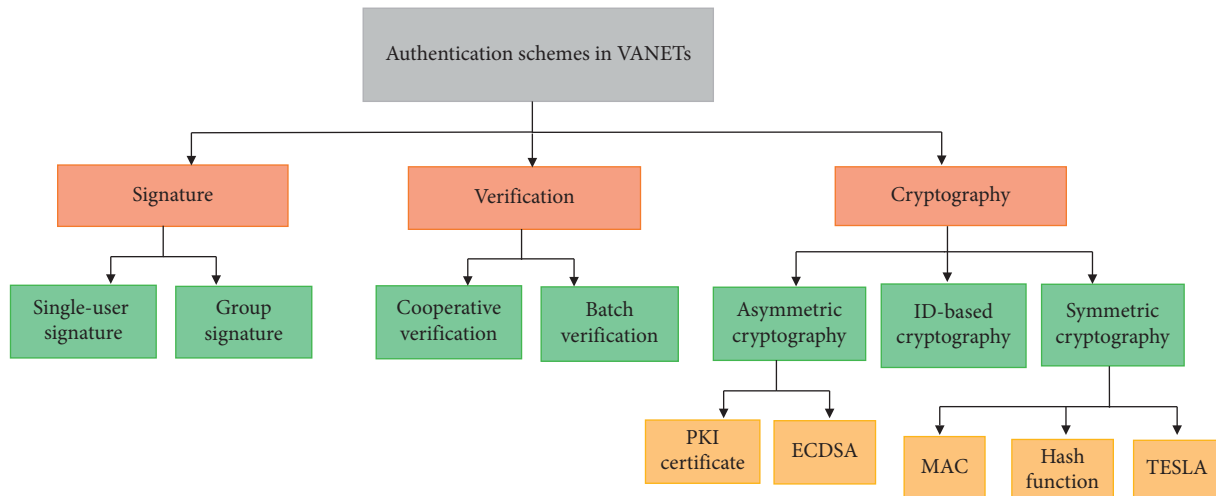 Authentication schemes in VANETs
Signature
Verification
Cryptography
Single-user
signature
Group
signature
Cooperative
verification
Batch
verification
Asymmetric
cryptography
ID-based
cryptography
Symmetric
cryptography
PKI
certificate
ECDSA
MAC
Hash
function
TESLA